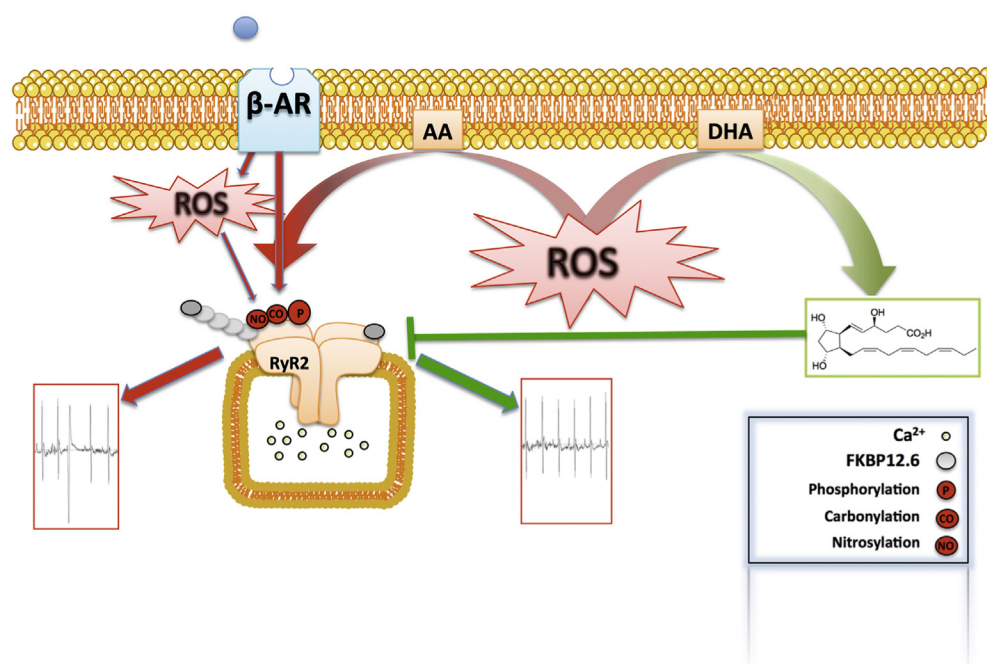 β-AR
AA
DHA
ROS
ROS
NO
CO
P
RyR2
HO
OH
CO₂H
HO
Ca²⁺
FKBP12.6
Phosphorylation
P
Carbonylation
CO
Nitrosylation
NO